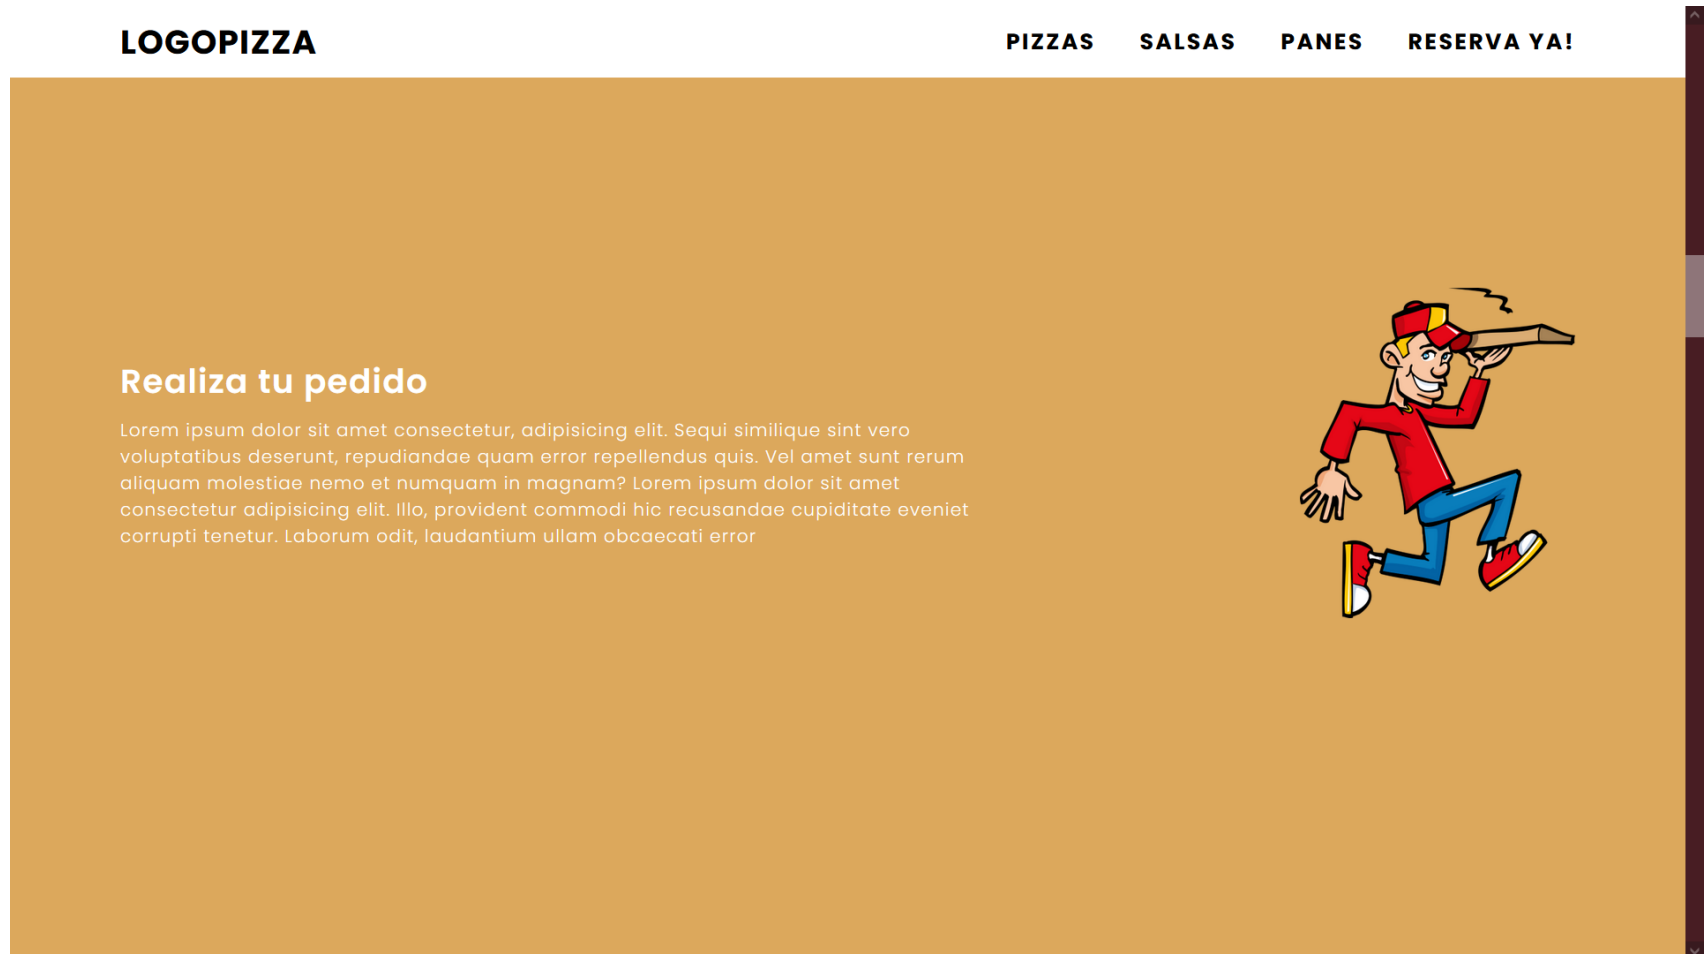 LOGOPIZZA
PIZZAS SALSAS PANES RESERVA YA!
Realiza tu pedido
Lorem ipsum dolor sit amet consectetur, adipisicing elit. Sequi similique sint vero
voluptatibus deserunt, repudiandae quam error repellendus quis. Vel amet sunt rerum
aliquam molestiae nemo et numquam in magnam? Lorem ipsum dolor sit amet
consectetur adipisicing elit. Illo, provident commodi hic recusandae cupiditate eveniet
corrupti tenetur. Laborum odit, laudantium ullam obcaecati error